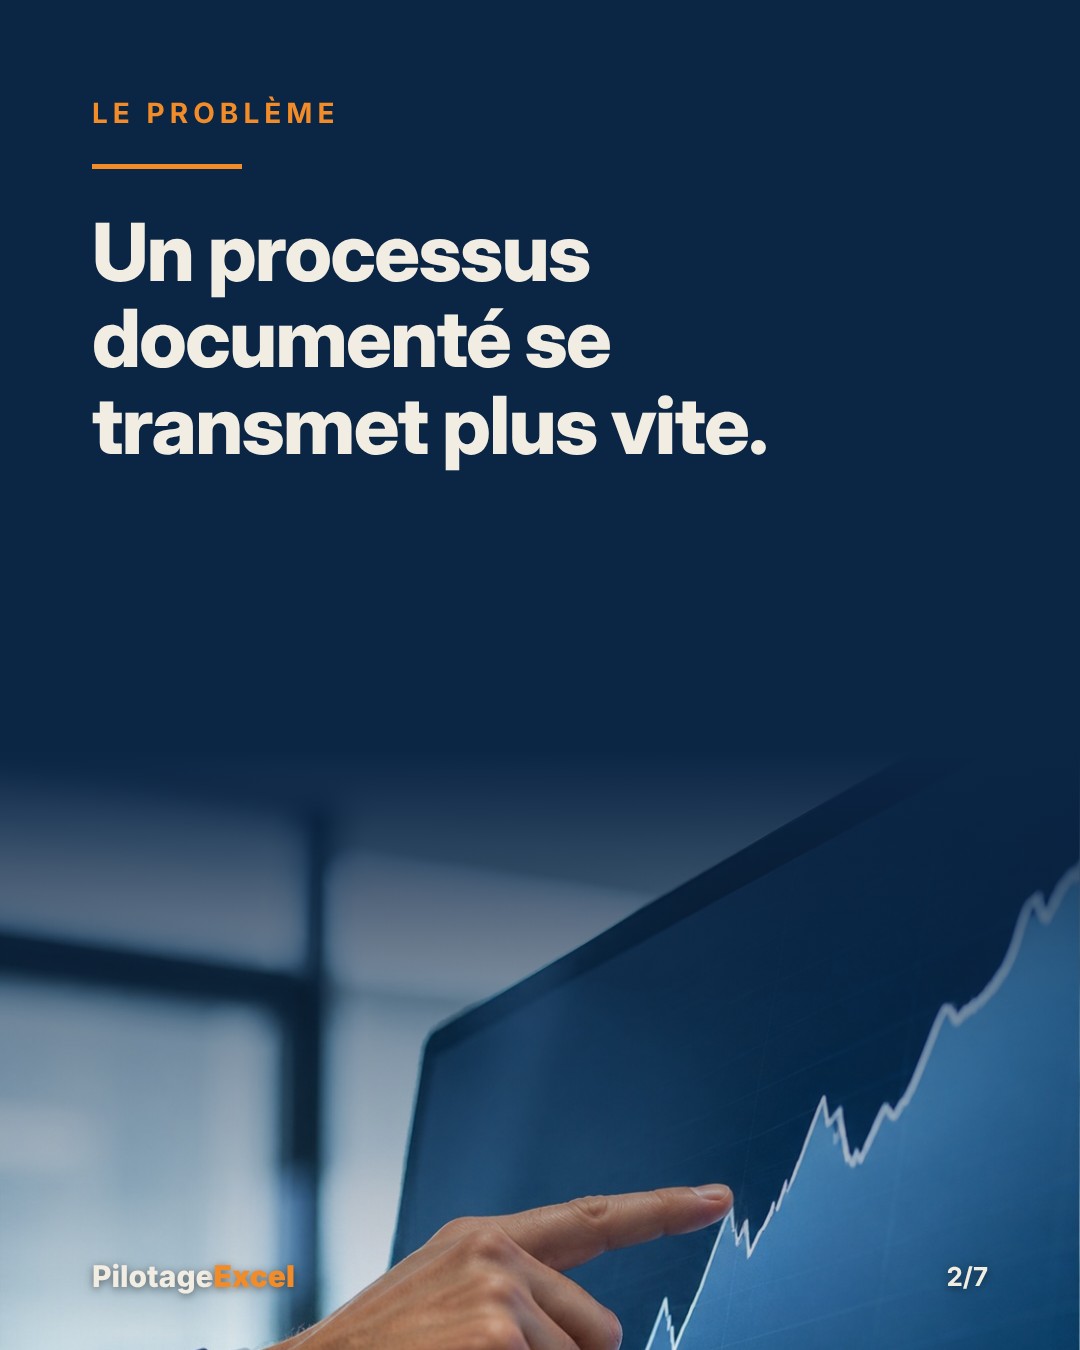 LE PROBLÈME
Un processus
documenté se
transmet plus vite.
PilotageExcel
2/7